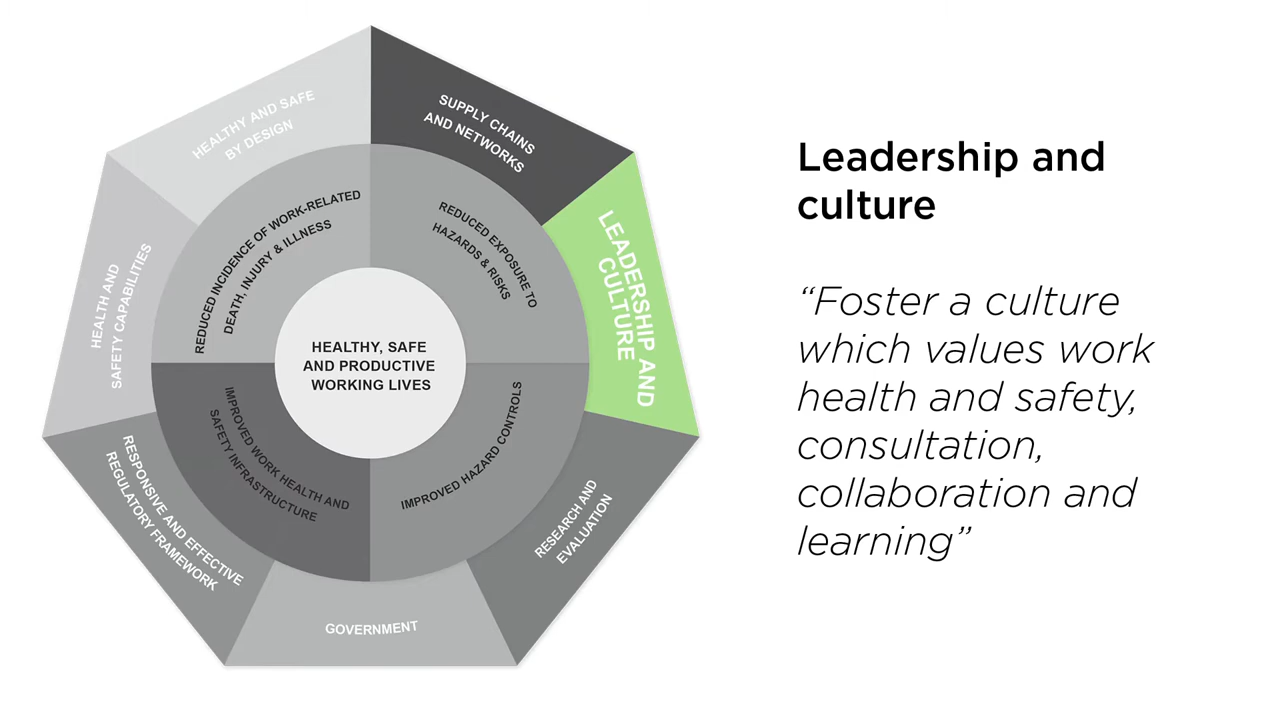 HEALTHY AND SAFE
BY DESIGN
SUPPLY CHAINS
AND NETWORKS
LEADERSHIP AND
CULTURE
RESEARCH AND
EVALUATION
GOVERNMENT
RESPONSIVE AND EFFECTIVE
REGULATORY FRAMEWORK
HEALTH AND
SAFETY CAPABILITIES
REDUCED INCIDENCE OF WORK-RELATED
DEATH, INJURY & ILLNESS
REDUCED EXPOSURE TO
HAZARDS & RISKS
IMPROVED HAZARD CONTROLS
IMPROVED WORK HEALTH AND
SAFETY INFRASTRUCTURE
HEALTHY, SAFE
AND PRODUCTIVE
WORKING LIVES
Leadership and
culture
“Foster a culture
which values work
health and safety,
consultation,
collaboration and
learning”